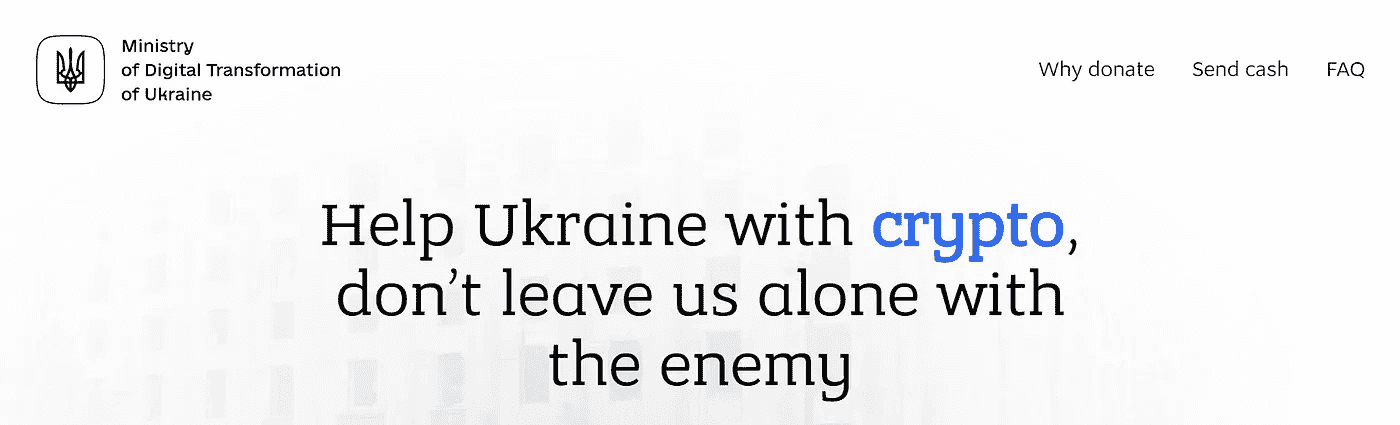 Ministry
of Digital Transformation
of Ukraine
Why donate
Send cash
FAQ
Help Ukraine with crypto,
don’t leave us alone with
the enemy